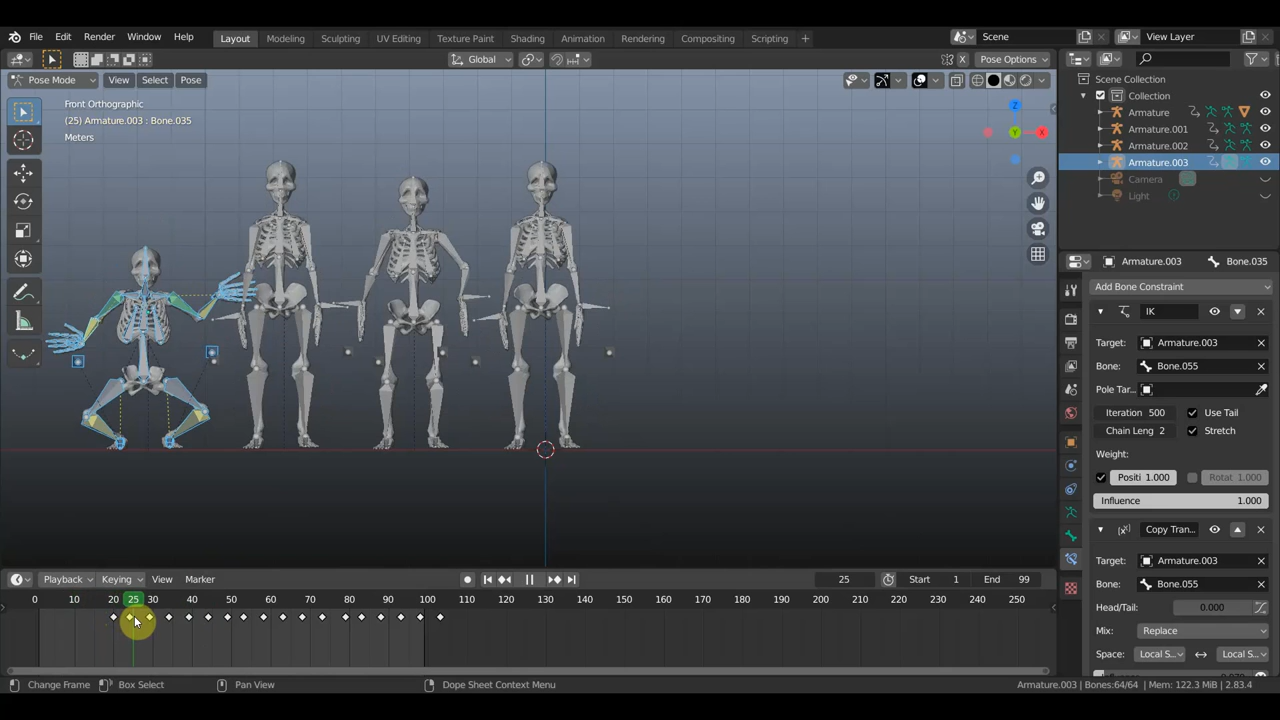 File Edit Render Window Help Layout Modeling Sculpting UV Editing Texture Paint Shading Animation Rendering Compositing Scripting + Scene View Layer
Global X Pose Options
Pose Mode View Select Pose
Front Orthographic
(25) Armature.003 : Bone.035
Meters
Z
Y
X
Scene Collection
Collection
Armature
Armature.001
Armature.002
Armature.003
Camera
Light
Armature.003 Bone.035
Add Bone Constraint
IK
Target: Armature.003
Bone: Bone.055
Pole Tar..
Iteration 500 Use Tail
Chain Leng 2 Stretch
Weight:
Positi 1.000 Rotat 1.000
Influence 1.000
Copy Tran...
Target: Armature.003
Bone: Bone.055
Head/Tail: 0.000
Mix: Replace
Space: Local S... Local S...
Playback Keying View Marker 25 Start 1 End 99
0 10 20 25 30 40 50 60 70 80 90 100 110 120 130 140 150 160 170 180 190 200 210 220 230 240 250
Change Frame Box Select Pan View Dope Sheet Context Menu Armature.003 | Bones:64/64 | Mem: 122.3 MiB | 2.83.4